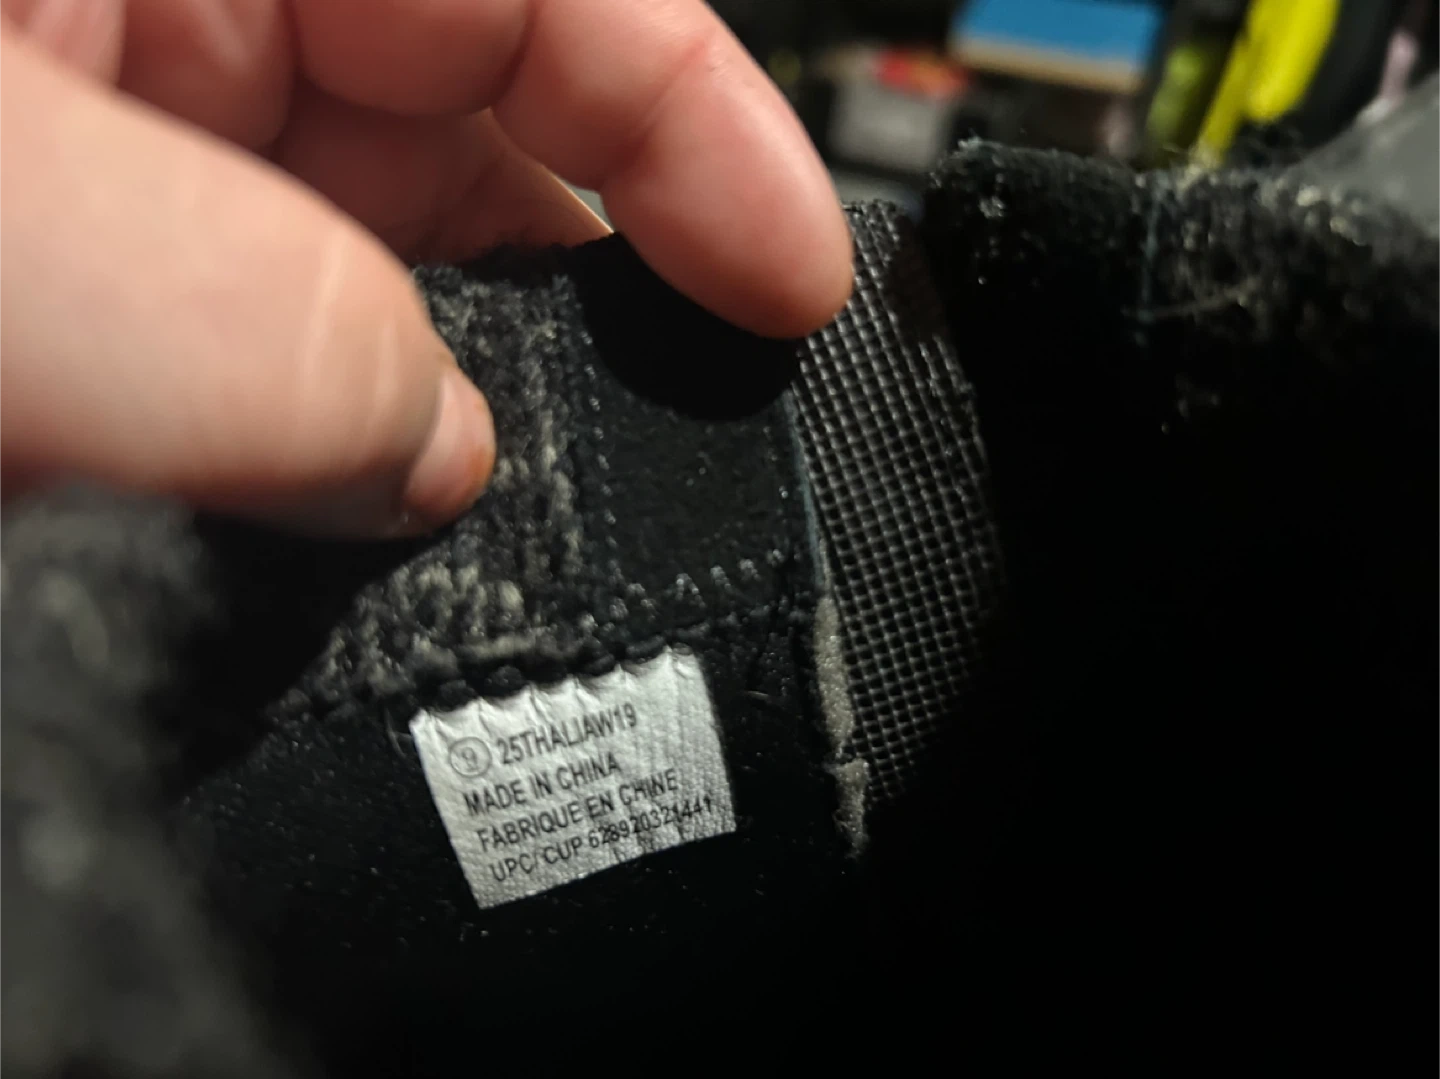 9 25THALIAW19
MADE IN CHINA
FABRIQUE EN CHINE
UPC/ CUP 628920321441